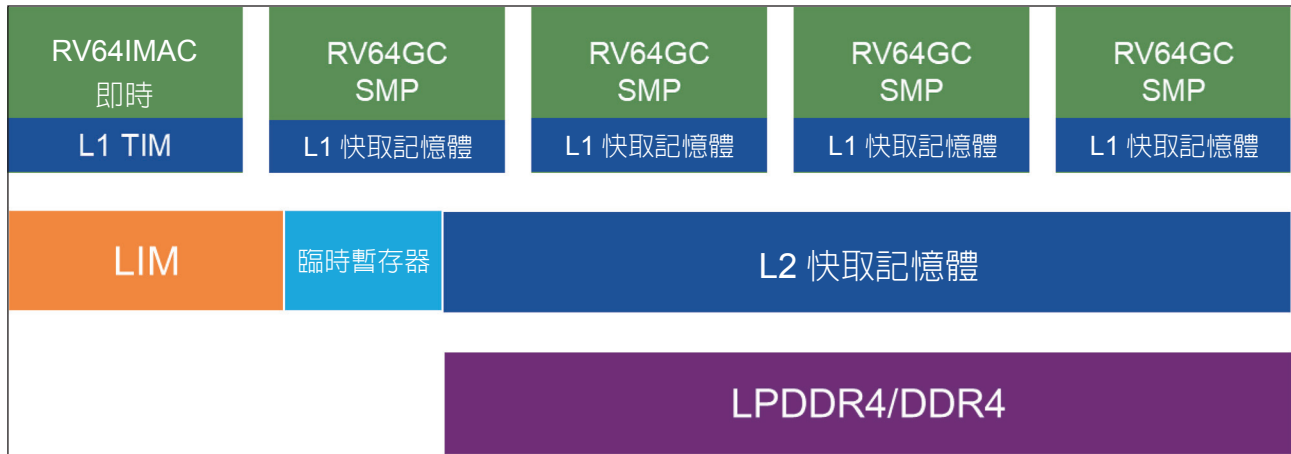 RV64IMAC
即時
L1 TIM
RV64GC
SMP
L1 快取記憶體
RV64GC
SMP
L1 快取記憶體
RV64GC
SMP
L1 快取記憶體
RV64GC
SMP
L1 快取記憶體
LIM
臨時暫存器
L2 快取記憶體
LPDDR4/DDR4